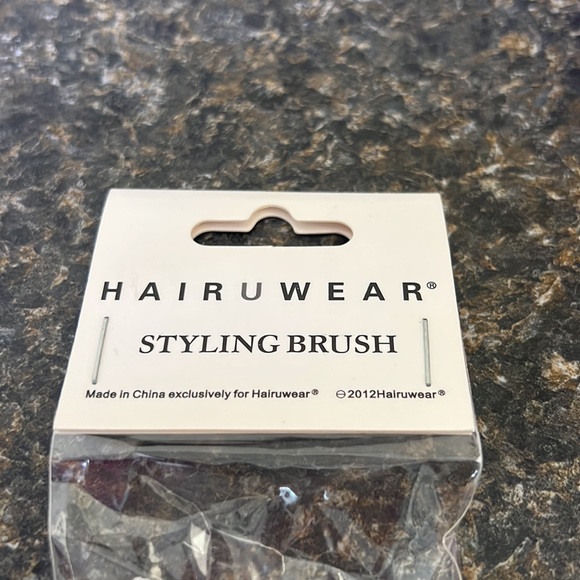 HAIRUWEAR®
STYLING BRUSH
Made in China exclusively for Hairuwear® ⊖2012Hairuwear®